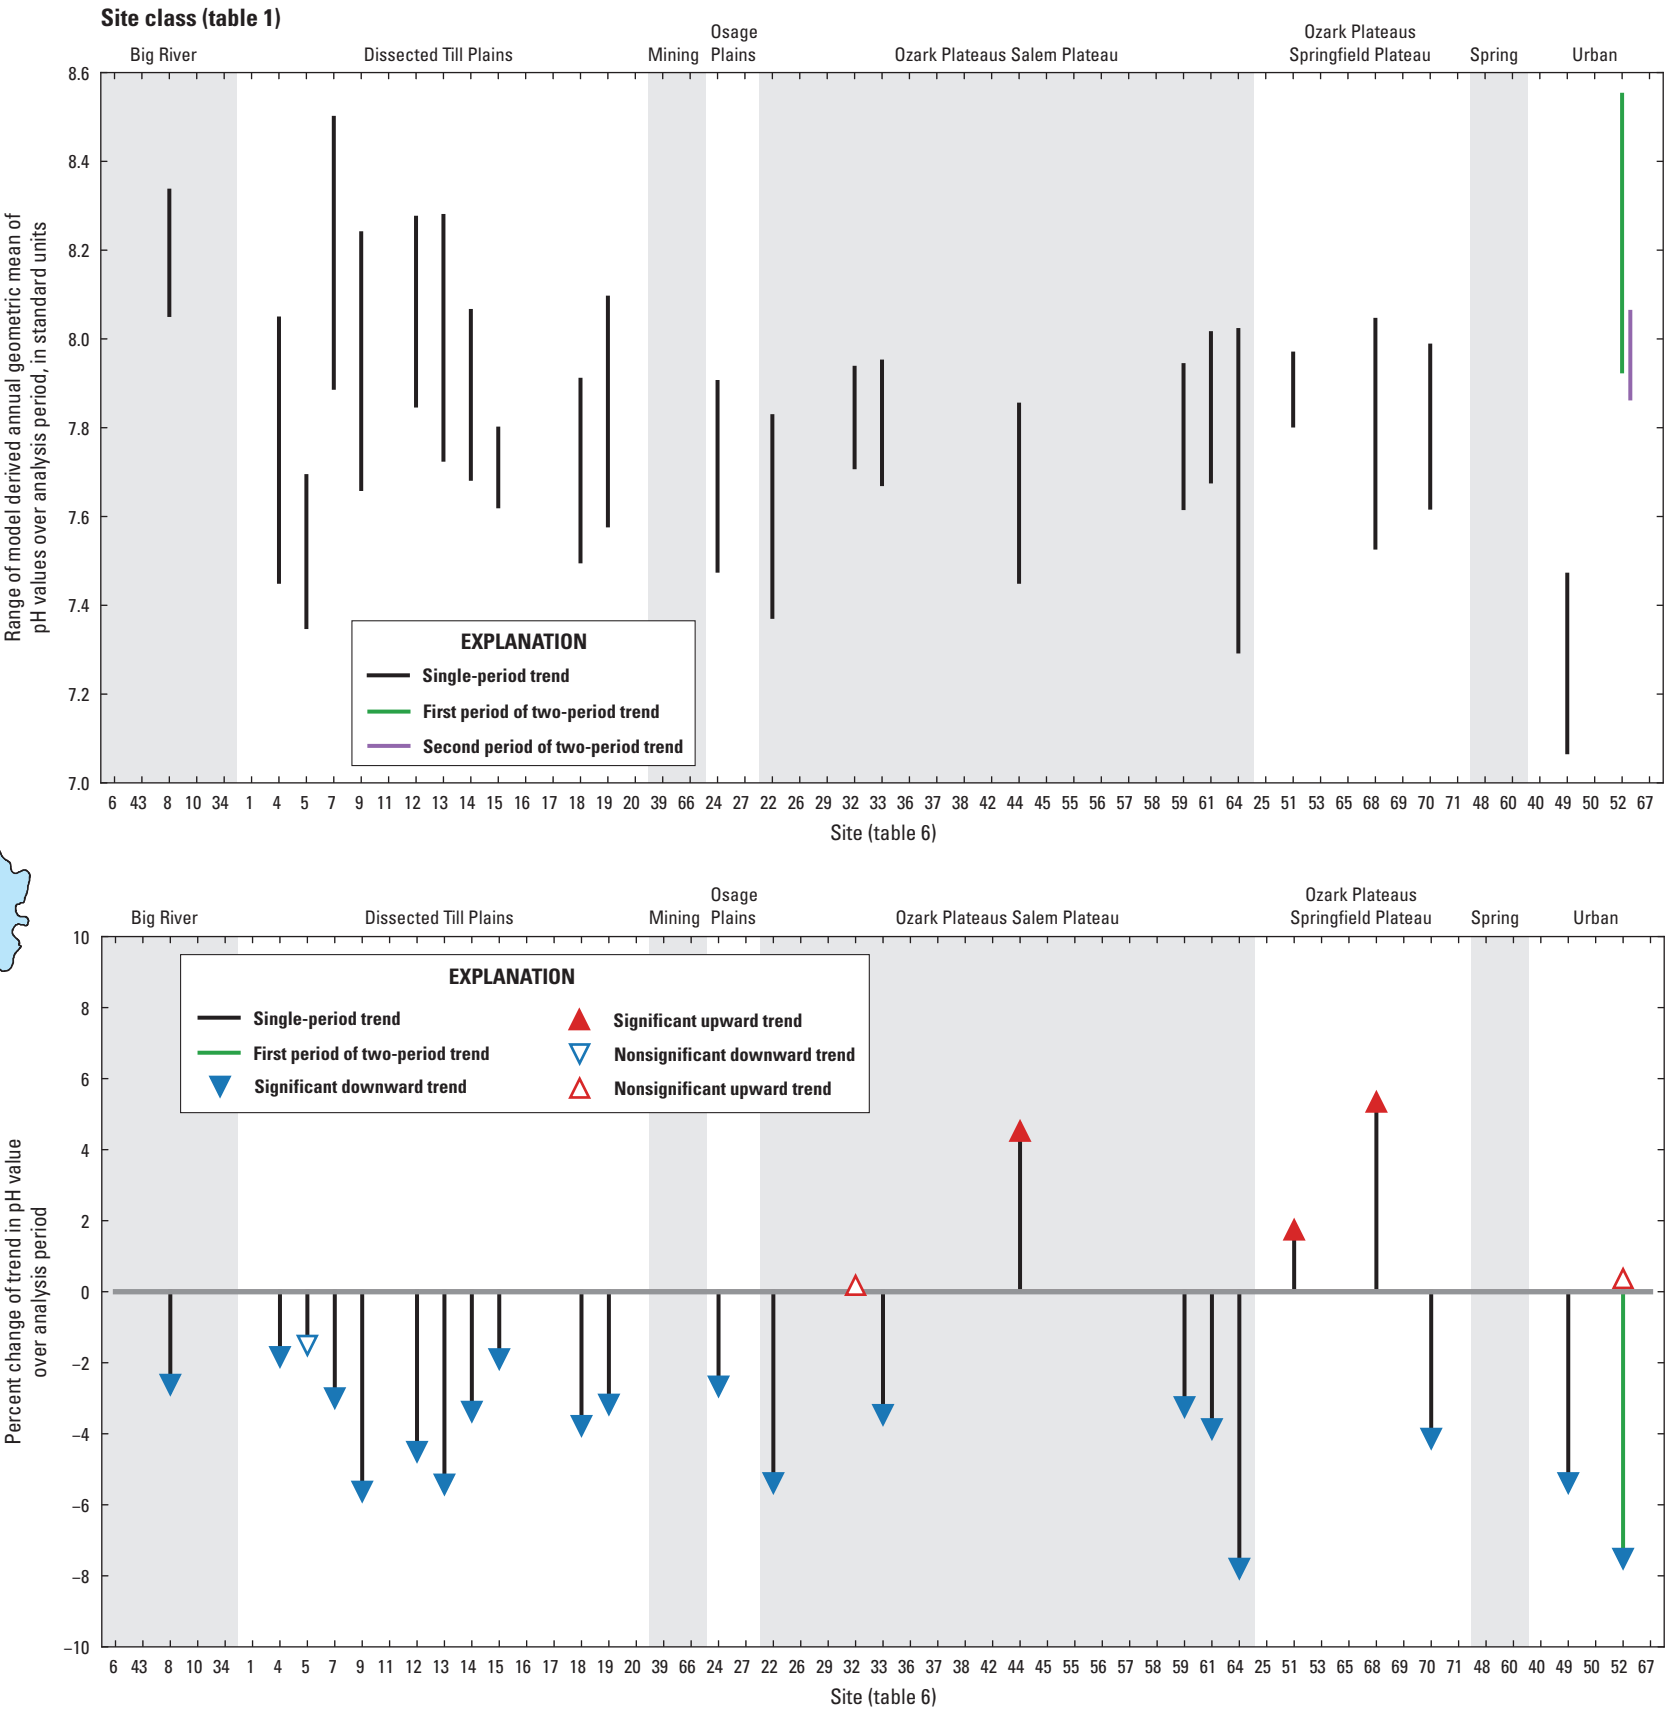 Site class (table 1)
Big River
Dissected Till Plains
Mining
Osage
Plains
Ozark Plateaus Salem Plateau
Ozark Plateaus
Springfield Plateau
Spring
Urban
8.6
8.4
8.2
8.0
7.8
7.6
7.4
7.2
7.0
Range of model derived annual geometric mean of
pH values over analysis period, in standard units
EXPLANATION
Single-period trend
First period of two-period trend
Second period of two-period trend
6 43 8 10 34 1 4 5 7 9 11 12 13 14 15 16 17 18 19 20 39 66 24 27 22 26 29 32 33 36 37 38 42 44 45 55 56 57 58 59 61 64 25 51 53 65 68 69 70 71 48 60 40 49 50 52 67
Site (table 6)
Big River
Dissected Till Plains
Mining
Osage
Plains
Ozark Plateaus Salem Plateau
Ozark Plateaus
Springfield Plateau
Spring
Urban
10
8
6
4
2
0
−2
−4
−6
−8
−10
Percent change of trend in pH value
over analysis period
EXPLANATION
Single-period trend
First period of two-period trend
Significant downward trend
Significant upward trend
Nonsignificant downward trend
Nonsignificant upward trend
6 43 8 10 34 1 4 5 7 9 11 12 13 14 15 16 17 18 19 20 39 66 24 27 22 26 29 32 33 36 37 38 42 44 45 55 56 57 58 59 61 64 25 51 53 65 68 69 70 71 48 60 40 49 50 52 67
Site (table 6)